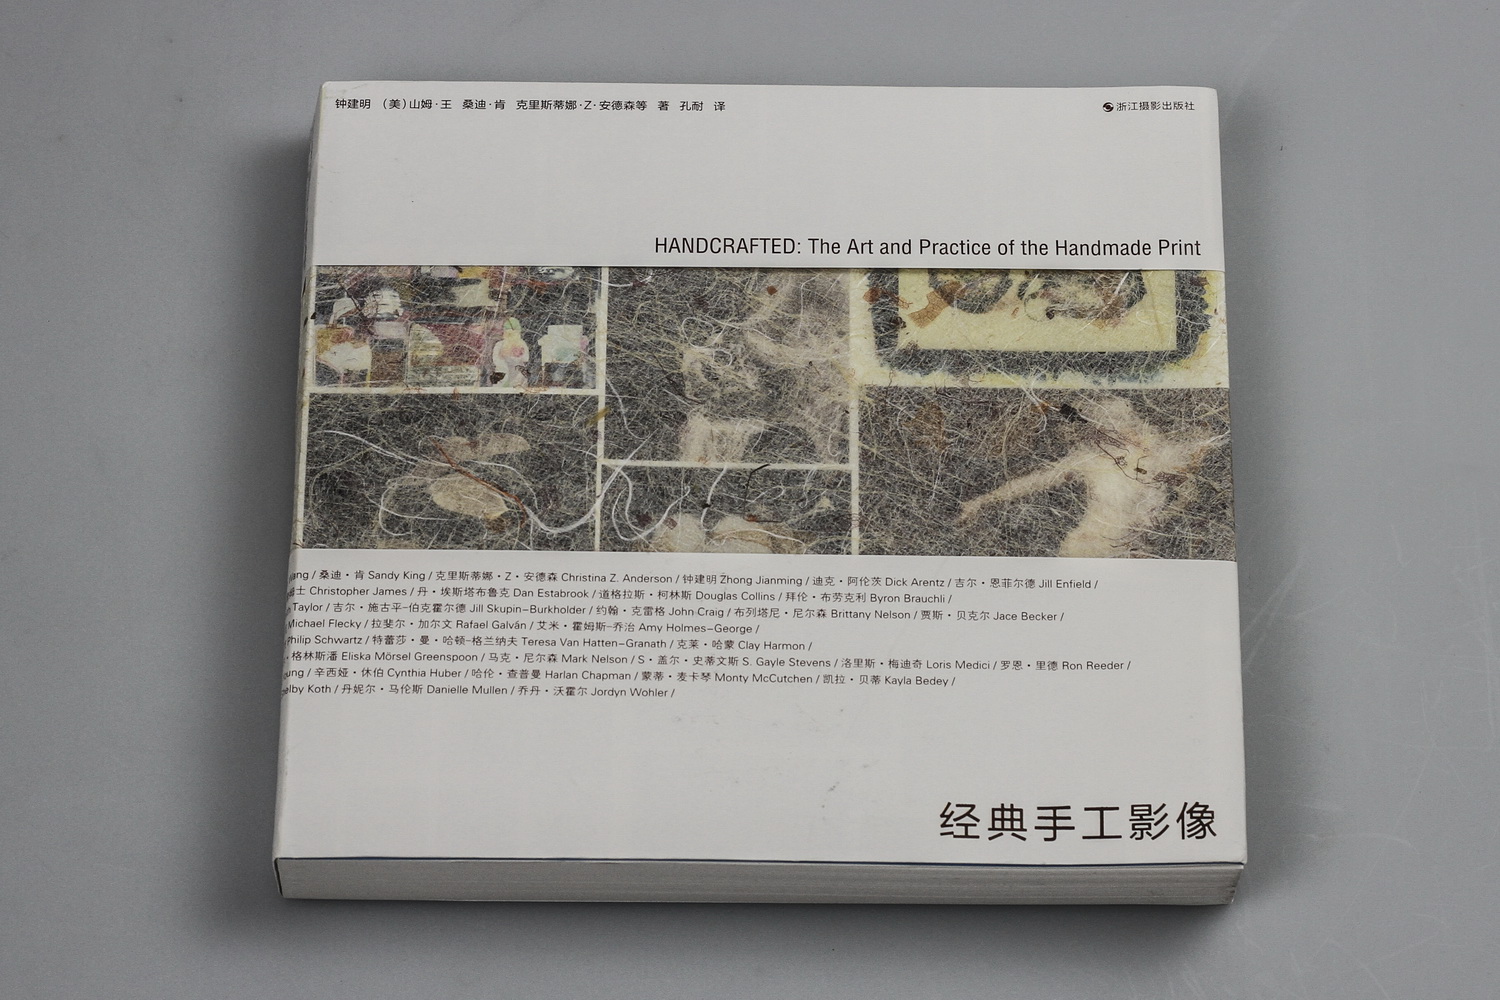 钟建明 （美）山姆·王 桑迪·肯 克里斯蒂娜·Z·安德森等 著 孔耐 译
浙江摄影出版社
HANDCRAFTED: The Art and Practice of the Handmade Print
/ 桑迪・肯 Sandy King / 克里斯蒂娜・Z・安德森 Christina Z. Anderson / 钟建明 Zhong Jianming / 迪克・阿伦茨 Dick Arentz / 吉尔・恩菲尔德 Jill Enfield /
Christopher James / 丹・埃斯塔布鲁克 Dan Estabrook / 道格拉斯・柯林斯 Douglas Collins / 拜伦・布劳克利 Byron Brauchli /
Taylor / 吉尔・施古平-伯克霍尔德 Jill Skupin-Burkholder / 约翰・克雷格 John Craig / 布列塔尼・尼尔森 Brittany Nelson / 贾斯・贝克尔 Jace Becker /
Michael Flecky / 拉斐尔・加尔文 Rafael Galván / 艾米・霍姆斯-乔治 Amy Holmes-George /
Philip Schwartz / 特蕾莎・曼・哈顿-格兰纳夫 Teresa Van Hatten-Granath / 克莱・哈蒙 Clay Harmon /
・格林斯潘 Eliska Mörsel Greenspoon / 马克・尼尔森 Mark Nelson / S・盖尔・史蒂文斯 S. Gayle Stevens / 洛里斯・梅迪奇 Loris Medici / 罗恩・里德 Ron Reeder /
/ 辛西娅・休伯 Cynthia Huber / 哈伦・查普曼 Harlan Chapman / 蒙蒂・麦卡琴 Monty McCutchen / 凯拉・贝蒂 Kayla Bedey /
Koth / 丹妮尔・马伦斯 Danielle Mullen / 乔丹・沃霍尔 Jordyn Wohler /
经典手工影像